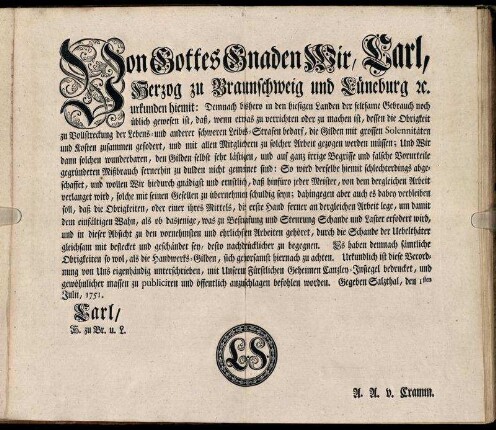 Von Gottes Gnaden Wir, Carl,
Herzog zu Braunschweig und Lüneburg ꝛc.
urkunden hiemit: Demnach bishero in den hiesigen Landen der seltsame Gebrauch noch
üblich gewesen ist, daß, wenn etwas zu verrichten oder zu machen ist, dessen die Obrigkeit
zu Vollstreckung der Lebens- und anderer schweren Leibes-Strafen bedarf, die Gilden mit grossen Solennitäten
und Kosten zusammen gefodert, und mit allen Mitgliedern zu solcher Arbeit gezogen werden müssen; Und Wir
dann solchen wunderbaren, den Gilden selbst sehr lästigen, und auf ganz irrige Begriffe und falsche Vorurteile
gegründeten Mißbrauch fernerhin zu dulden nicht gemeinet sind: So wird derselbe hiemit schlechterdings abge-
schaffet, und wollen Wir hiedurch gnädigst und ernstlich, daß hinfüro jeder Meister, von dem dergleichen Arbeit
verlanget wird, solche mit seinen Gesellen zu übernehmen schuldig seyn; dahingegen aber auch es dabey verbleiben
soll, daß die Obrigkeiten, oder einer ihres Mittels, die erste Hand ferner an dergleichen Arbeit lege, um damit
dem einfältigen Wahn, als ob dasjenige, was zu Bestrafung und Steurung Schande und Laster erfodert wird,
und in dieser Absicht zu den vornehmsten und ehrlichsten Arbeiten gehöret, durch die Schande der Uebelthäter
gleichsam mit beflecket und geschändet sey, desto nachdrücklicher zu begegnen. Es haben demnach sämtliche
Obrigkeiten so wol, als die Handwerks-Gilden, sich gehorsamst hiernach zu achten. Urkundlich ist diese Verord-
nung von Uns eigenhändig unterschrieben, mit Unserm Fürstlichen Geheimen Canzley-Insiegel bedrucket, und
gewöhnlicher massen zu publiciren und öffentlich anzuschlagen befohlen worden. Gegeben Salzthal, den 1sten
Julii, 1751.
Carl,
H. zu Br. u. L.
LS.
A. A. v. Cramm.